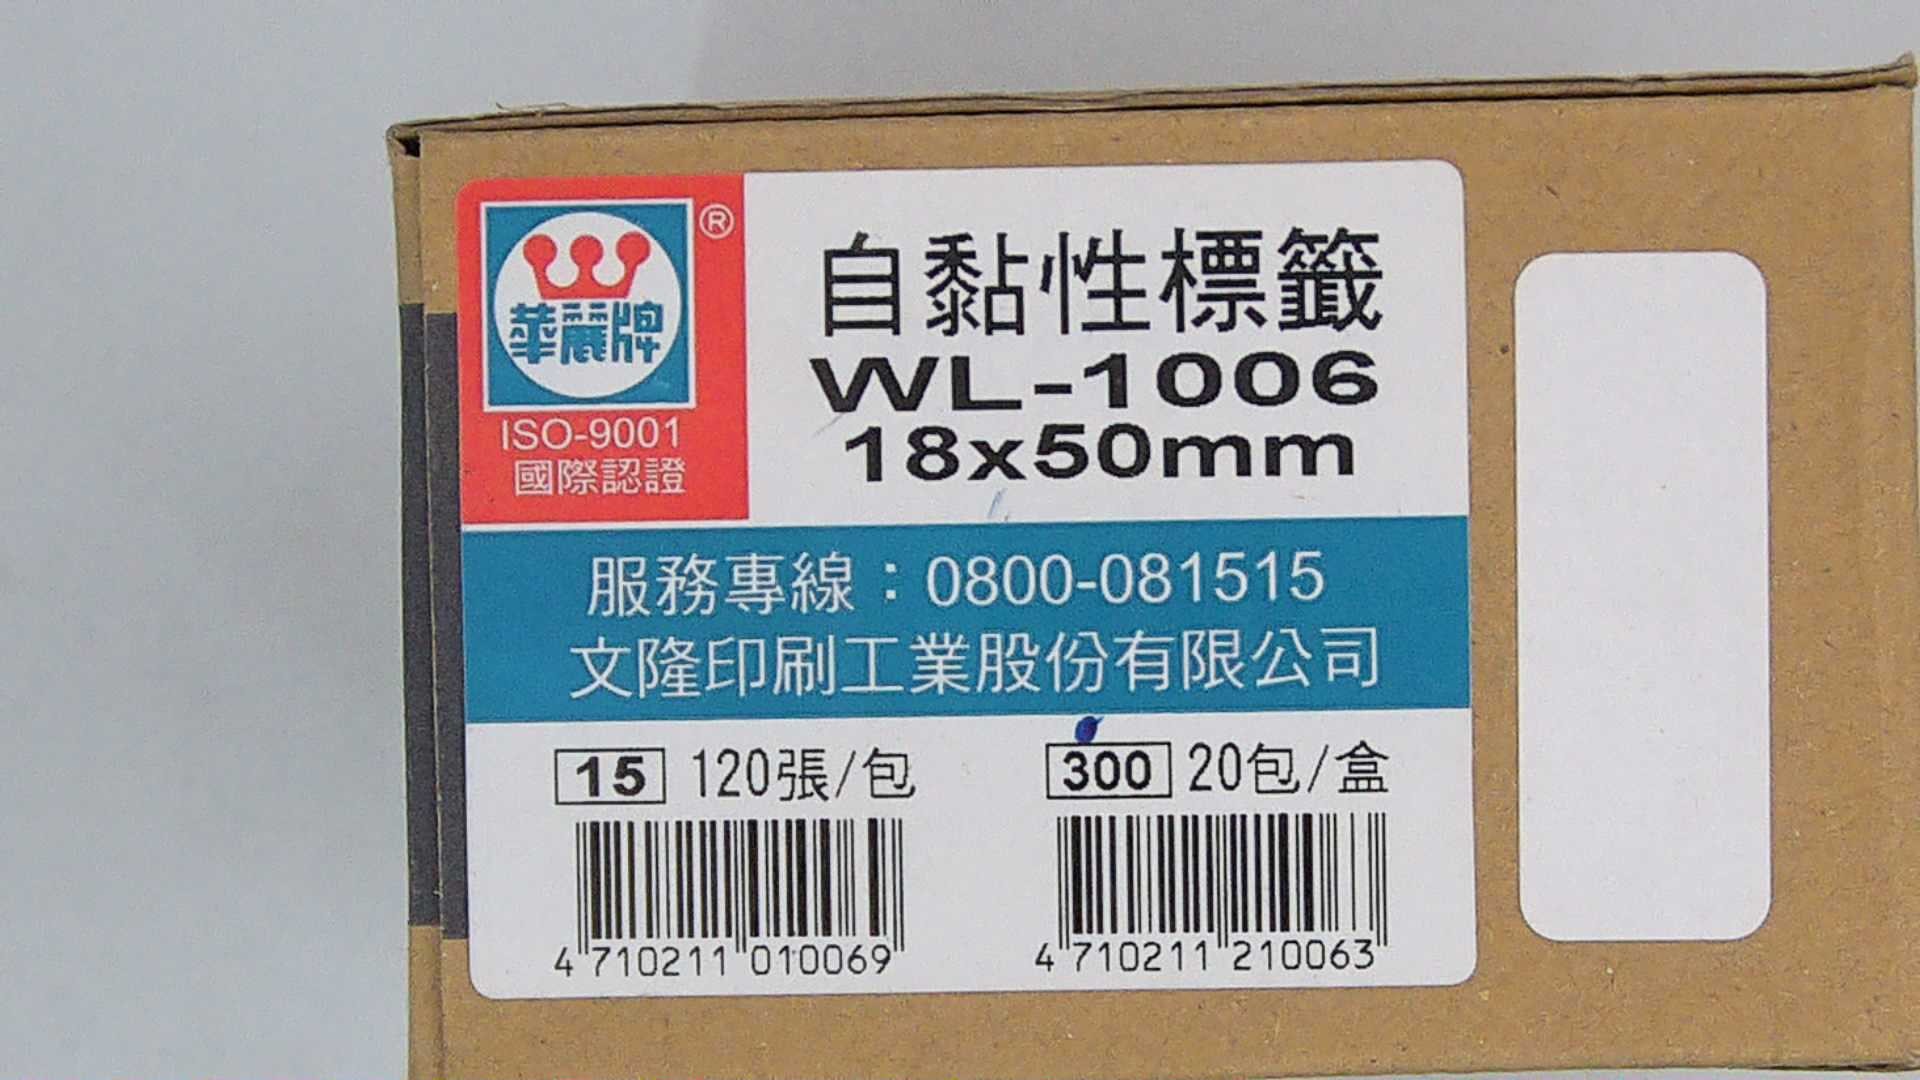 華麗牌
®
ISO-9001
國際認證
自黏性標籤
WL-1006
18x50mm
服務專線：0800-081515
文隆印刷工業股份有限公司
15 120張/包
300 20包/盒
4 710211 010069
4 710211 210063